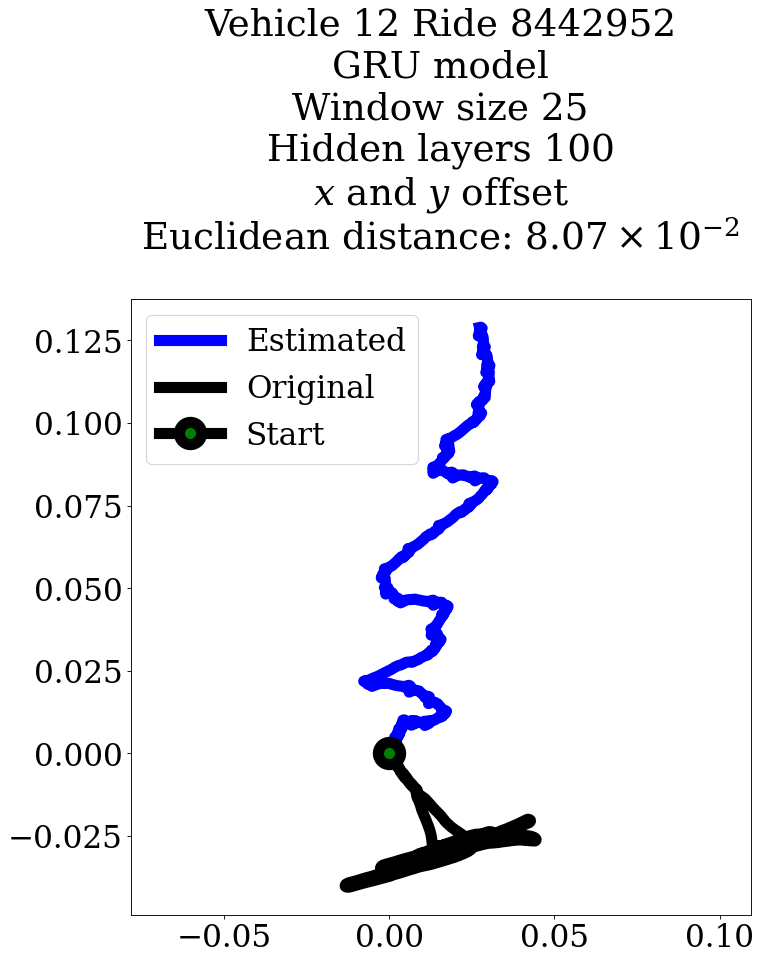 Vehicle 12 Ride 8442952
GRU model
Window size 25
Hidden layers 100
x and y offset
Euclidean distance: 8.07 × 10⁻²
Estimated
Original
Start
0.125
0.100
0.075
0.050
0.025
0.000
−0.025
−0.05
0.00
0.05
0.10